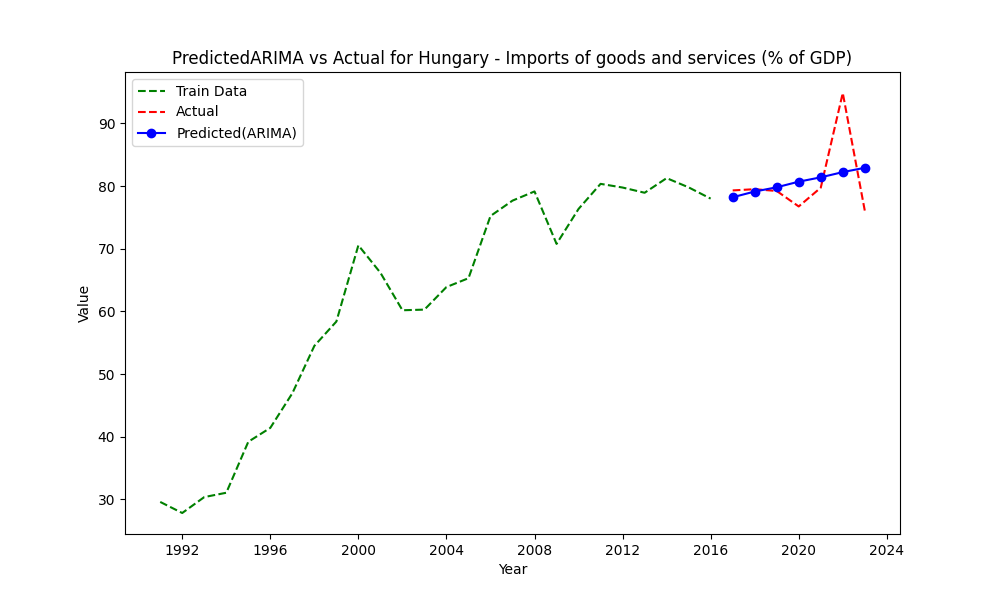 PredictedARIMA vs Actual for Hungary - Imports of goods and services (% of GDP)
Train Data
Actual
Predicted(ARIMA)
Value
90
80
70
60
50
40
30
1992 1996 2000 2004 2008 2012 2016 2020 2024
Year